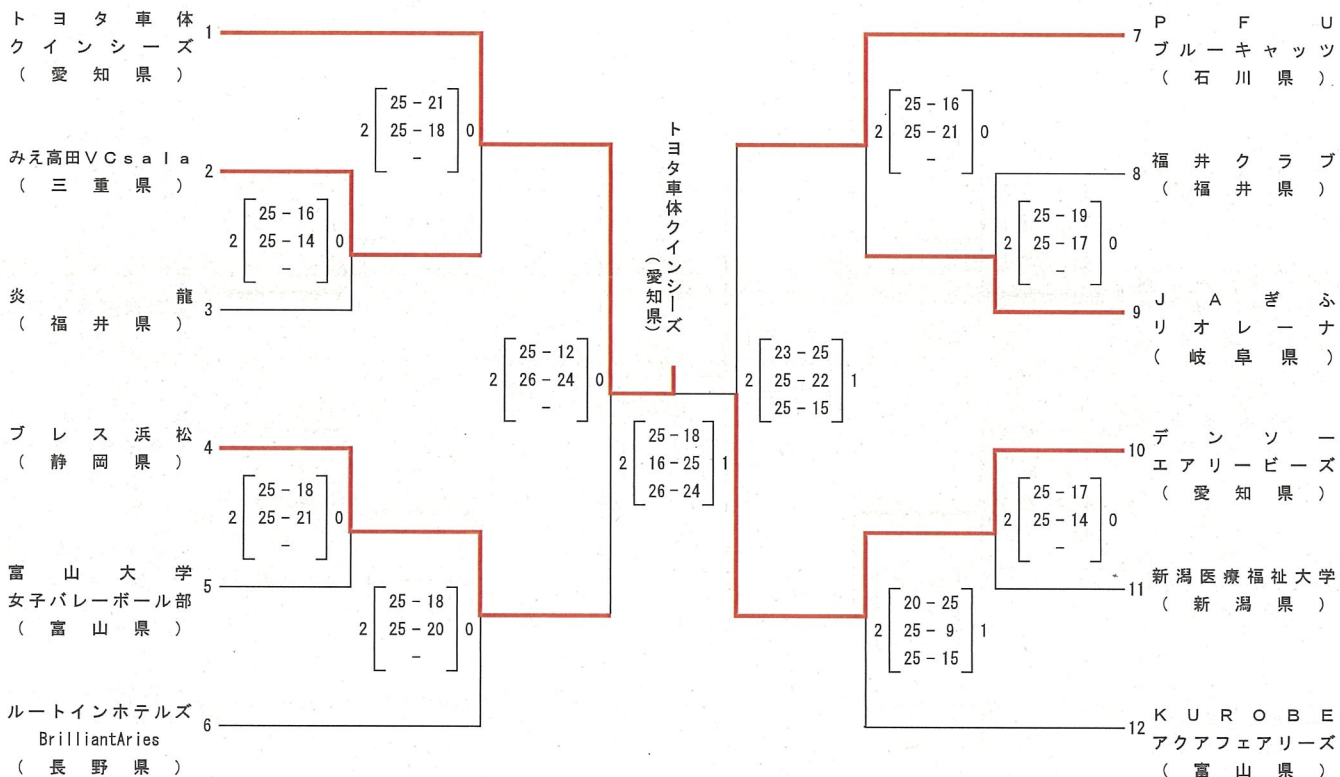 トヨタ車体
クインシーズ
(愛知県)
1
2
25 - 21
25 - 18
-
0
みえ高田VCsala
(三重県)
2
2
25 - 16
25 - 14
-
0
炎龍
(福井県)
3
2
25 - 12
26 - 24
-
0
ブレス浜松
(静岡県)
4
2
25 - 18
25 - 21
-
0
富山大学
女子バレーボール部
(富山県)
5
2
25 - 18
25 - 20
-
0
ルートインホテルズ
BrilliantAries
(長野県)
6
トヨタ車体クインシーズ
(愛知県)
2
25 - 18
16 - 25
26 - 24
1
PFU
ブルーキャッツ
(石川県)
7
2
25 - 16
25 - 21
-
0
福井クラブ
(福井県)
8
2
25 - 19
25 - 17
-
0
JAぎふ
リオレーナ
(岐阜県)
9
2
23 - 25
25 - 22
25 - 15
1
デンソー
エアリービーズ
(愛知県)
10
2
25 - 17
25 - 14
-
0
新潟医療福祉大学
(新潟県)
11
2
20 - 25
25 - 9
25 - 15
1
KUROBE
アクアフェアリーズ
(富山県)
12